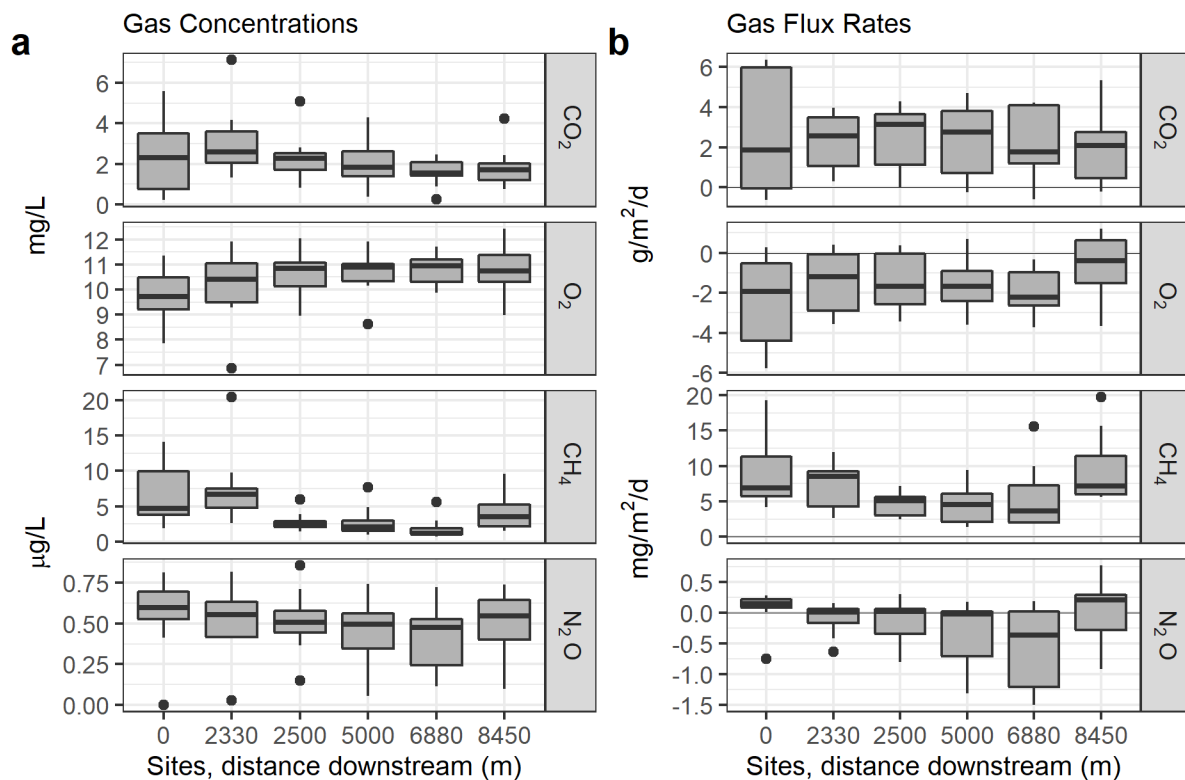 a
Gas Concentrations
mg/L
µg/L
6
4
2
0
CO₂
12
11
10
9
8
7
O₂
20
15
10
5
0
CH₄
0.75
0.50
0.25
0.00
N₂O
0 2330 2500 5000 6880 8450
Sites, distance downstream (m)
b
Gas Flux Rates
g/m²/d
mg/m²/d
6
4
2
0
CO₂
-0
-2
-4
-6
O₂
20
15
10
5
0
CH₄
0.5
0.0
-0.5
-1.0
-1.5
N₂O
0 2330 2500 5000 6880 8450
Sites, distance downstream (m)